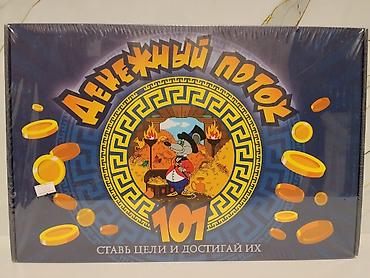 ДЕНЕЖНЫЙ ПОТОК
101
СТАВЬ ЦЕЛИ И ДОСТИГАЙ ИХ